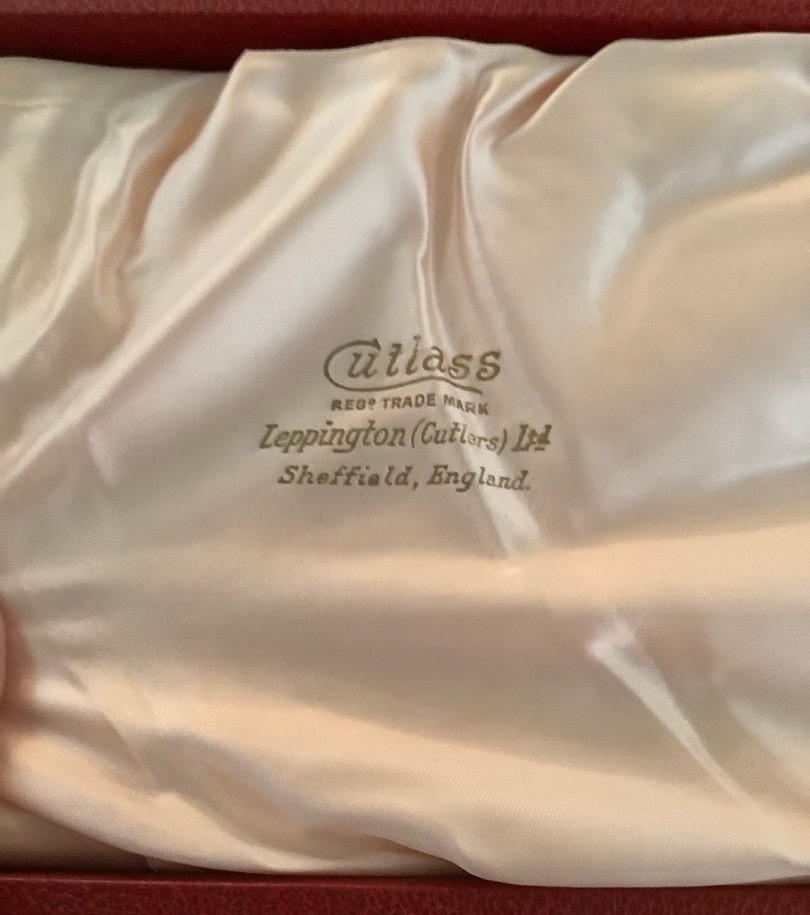 Cutlass
REGD TRADE MARK
Leppington (Cutlers) Ltd
Sheffield, England.